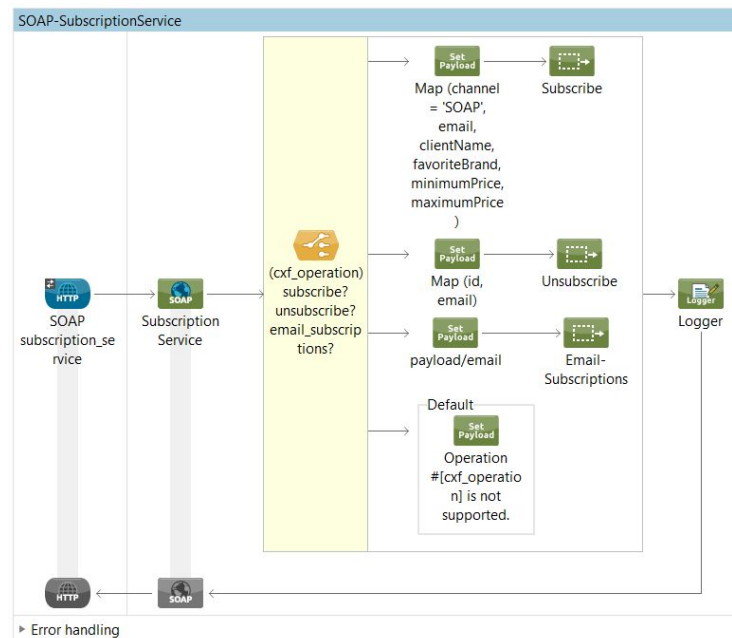 SOAP-SubscriptionService
Set
Payload
Map (channel
= 'SOAP',
email,
clientName,
favoriteBrand,
minimumPrice,
maximumPrice
)
Subscribe
(cxf_operation)
subscribe?
unsubscribe?
email_subscrip
tions?
Set
Payload
Map (id,
email)
Unsubscribe
HTTP
SOAP
subscription_se
rvice
SOAP
Subscription
Service
Logger
Logger
Set
Payload
payload/email
Email-
Subscriptions
Default
Set
Payload
Operation
#[cxf_operatio
n] is not
supported.
HTTP
SOAP
Error handling